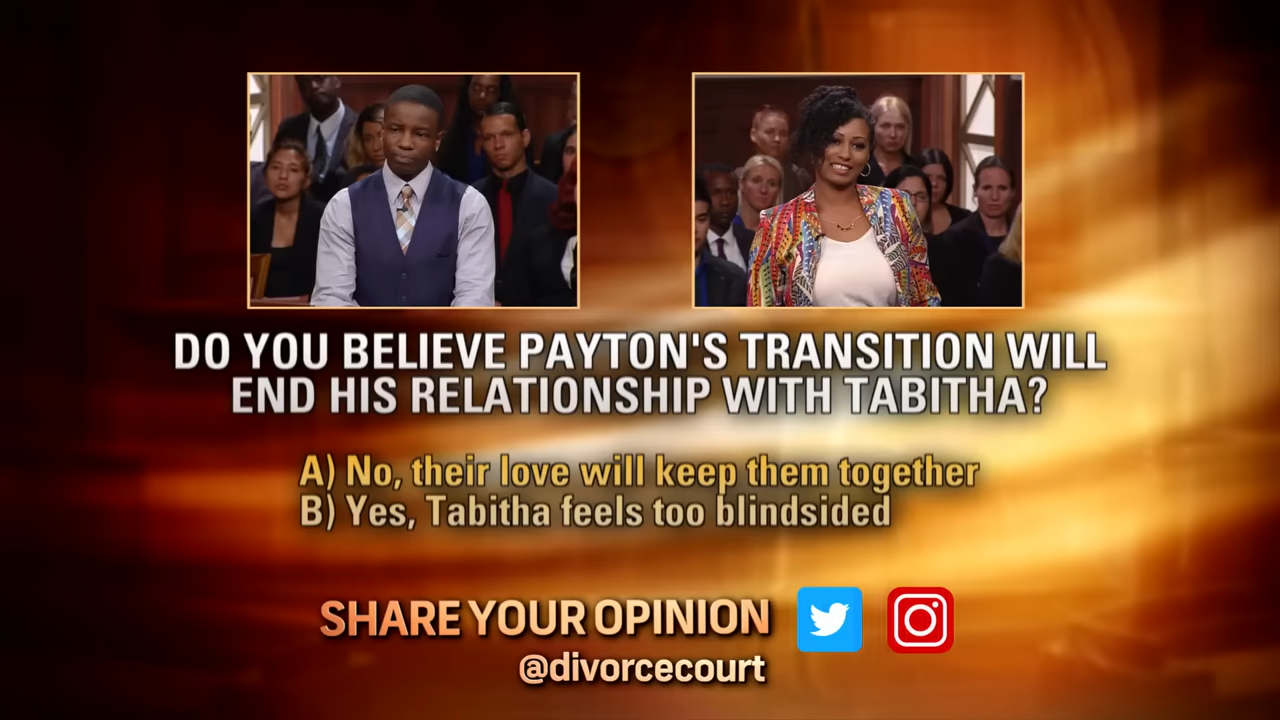 DO YOU BELIEVE PAYTON'S TRANSITION WILL
END HIS RELATIONSHIP WITH TABITHA?
A) No, their love will keep them together
B) Yes, Tabitha feels too blindsided
SHARE YOUR OPINION
@divorcecourt